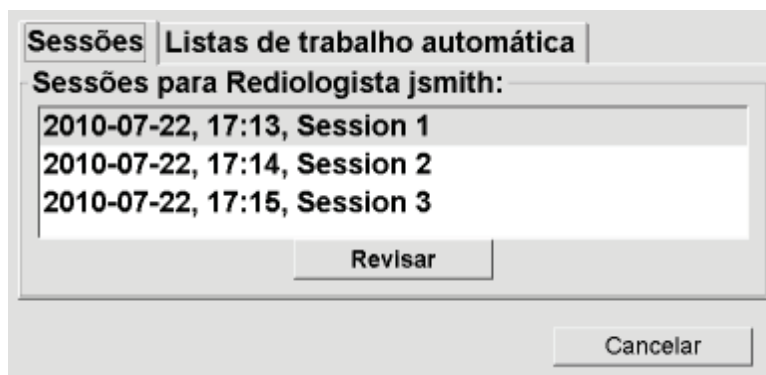 Sessões Listas de trabalho automática
Sessões para Rediologista jsmith:
2010-07-22, 17:13, Session 1
2010-07-22, 17:14, Session 2
2010-07-22, 17:15, Session 3
Revisar
Cancelar